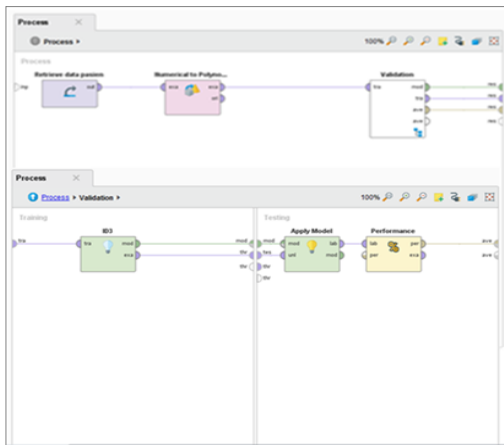 Process
Process
100%
Process
Retrieve data pasien
Numerical to Polyno...
Validation
inp
out
exa
exa
ori
tra
mod
tra
ave
ave
res
res
res
res
Process
Process Validation
100%
Training
Testing
ID3
Apply Model
Performance
tra
tra
mod
exa
mod
thr
thr
mod
tes
thr
thr
mod
unl
lab
mod
lab
per
per
exa
ave
ave